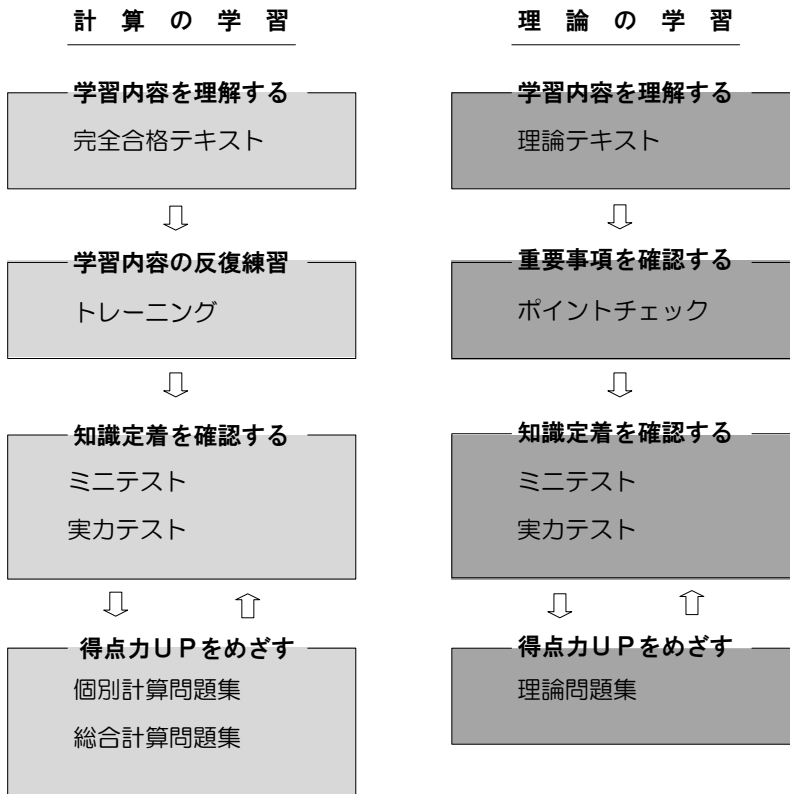 計算の学習
学習内容を理解する
完全合格テキスト
学習内容の反復練習
トレーニング
知識定着を確認する
ミニテスト
実力テスト
得点力ＵＰをめざす
個別計算問題集
総合計算問題集
理論の学習
学習内容を理解する
理論テキスト
重要事項を確認する
ポイントチェック
知識定着を確認する
ミニテスト
実力テスト
得点力ＵＰをめざす
理論問題集